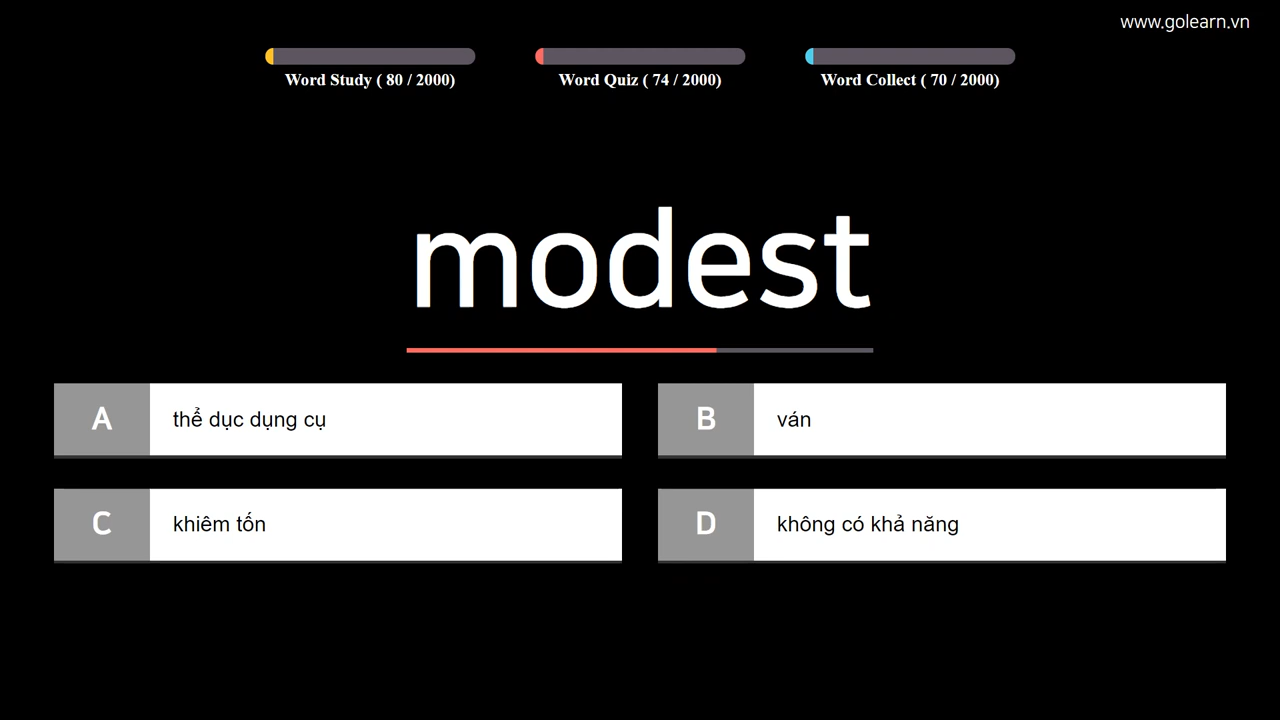 www.golearn.vn
Word Study ( 80 / 2000)
Word Quiz ( 74 / 2000)
Word Collect ( 70 / 2000)
modest
A thể dục dụng cụ
B ván
C khiêm tốn
D không có khả năng